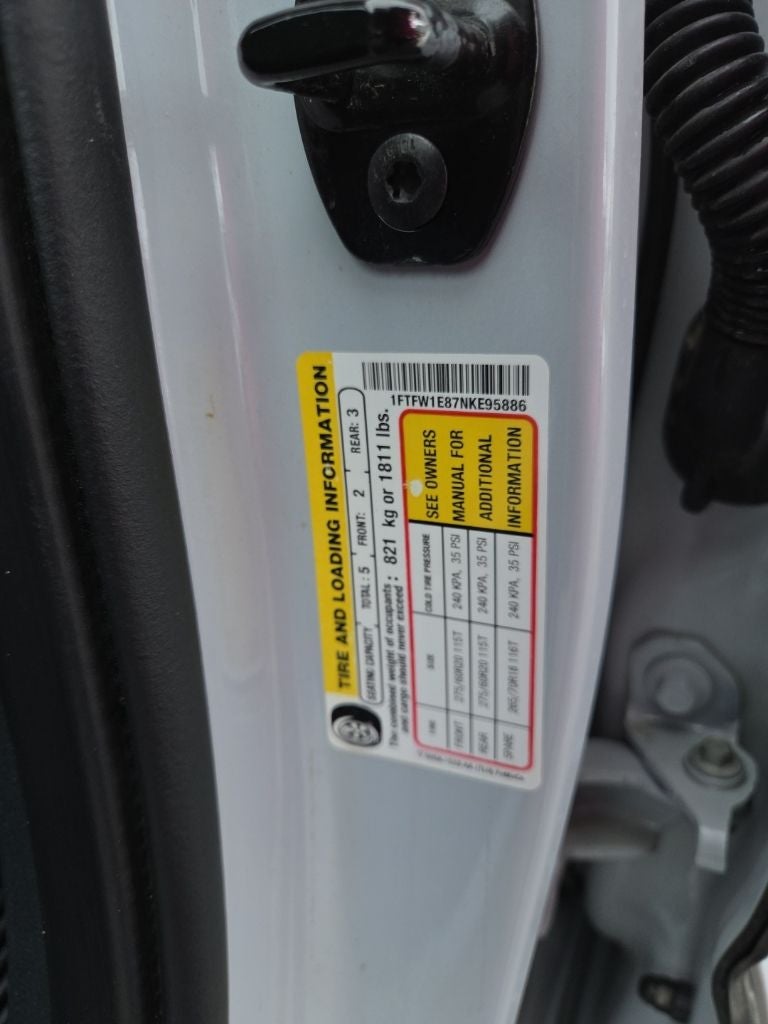 1FTFW1E87NKE95886
TIRE AND LOADING INFORMATION
SEATING CAPACITY TOTAL: 5 FRONT: 2 REAR: 3
The combined weight of occupants
and cargo should never exceed : 821 kg or 1811 lbs.
TIRE SIZE COLD TIRE PRESSURE
FRONT 275/60R20 115T 240 KPA, 35 PSI
REAR 275/60R20 115T 240 KPA, 35 PSI
SPARE 265/70R18 116T 240 KPA, 35 PSI
SEE OWNERS
MANUAL FOR
ADDITIONAL
INFORMATION